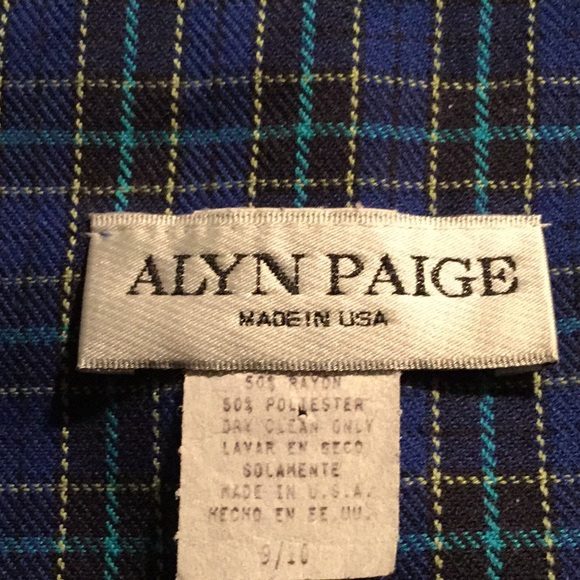 ALYN PAIGE
MADE IN USA
50% RAYON
50% POLIESTER
DRY CLEAN ONLY
LAVAR EN SECO
SOLAMENTE
MADE IN U.S.A.
HECHO EN EE.UU.
9/10